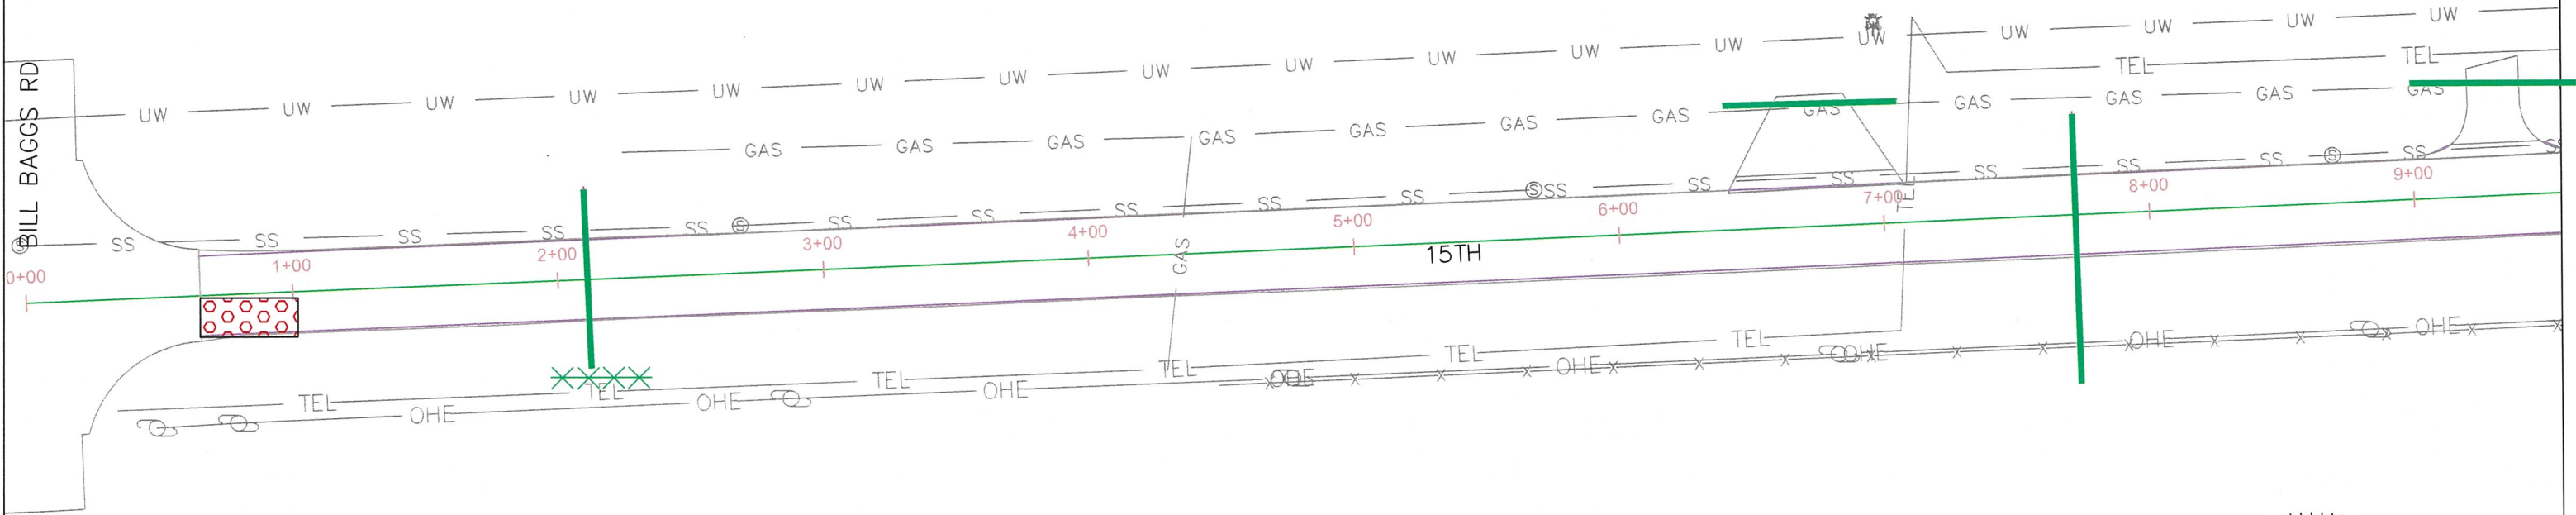 BILL BAGGS RD
UW UW UW UW UW UW UW UW UW UW UW UW UW UW UW UW UW
TEL TEL
GAS GAS GAS GAS GAS GAS GAS GAS GAS GAS GAS GAS
S SS SS SS SS SS S SS SS SS SS SS S SS SS SS SS SS SS S SS
0+00 1+00 2+00 3+00 4+00 5+00 6+00 7+00 8+00 9+00
GAS
15TH
TEL TEL TEL TEL TEL TEL
OHE OHE OHE OHE OHE OHE OHE OHE